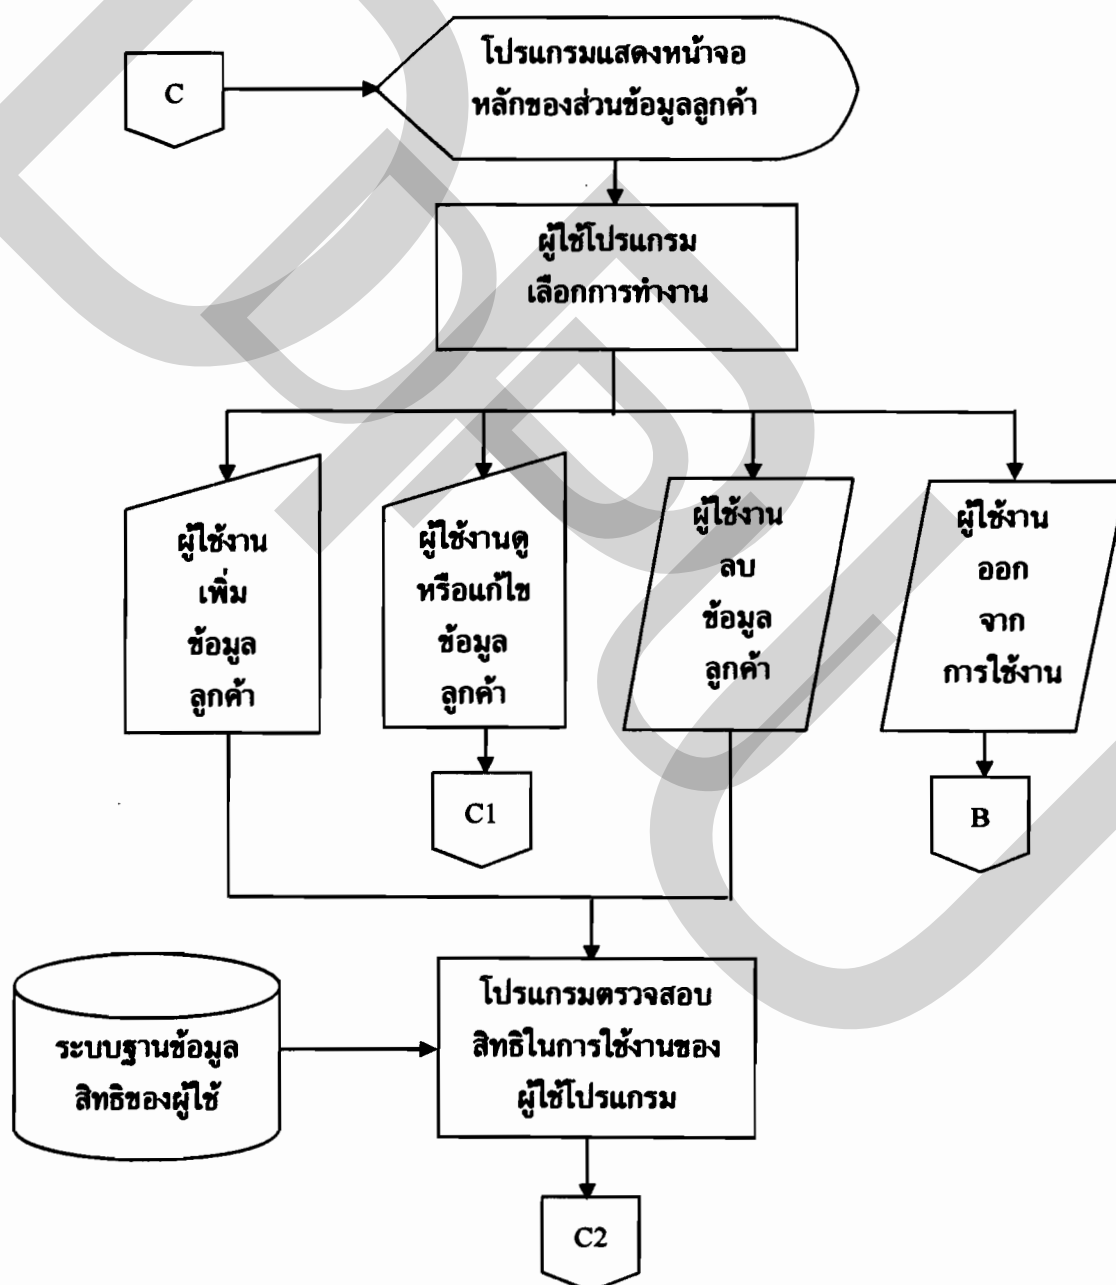 C
โปรแกรมแสดงหน้าจอ
หลักของส่วนข้อมูลลูกค้า
ผู้ใช้โปรแกรม
เลือกการทำงาน
ผู้ใช้งาน
เพิ่ม
ข้อมูล
ลูกค้า
ผู้ใช้งานดู
หรือแก้ไข
ข้อมูล
ลูกค้า
ผู้ใช้งาน
ลบ
ข้อมูล
ลูกค้า
ผู้ใช้งาน
ออก
จาก
การใช้งาน
C1
B
ระบบฐานข้อมูล
สิทธิของผู้ใช้
โปรแกรมตรวจสอบ
สิทธิในการใช้งานของ
ผู้ใช้โปรแกรม
C2
DPU